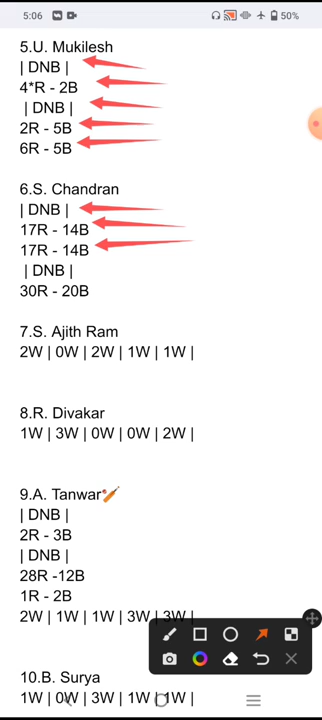 5:06
50%
5.U. Mukilesh
| DNB |
4*R - 2B
| DNB |
2R - 5B
6R - 5B
6.S. Chandran
| DNB |
17R - 14B
17R - 14B
| DNB |
30R - 20B
7.S. Ajith Ram
2W | 0W | 2W | 1W | 1W |
8.R. Divakar
1W | 3W | 0W | 0W | 2W |
9.A. Tanwar🏏
| DNB |
2R - 3B
| DNB |
28R -12B
1R - 2B
2W | 1W | 1W | 3W | 3W |
10.B. Surya
1W | 0W | 3W | 1W | 1W |